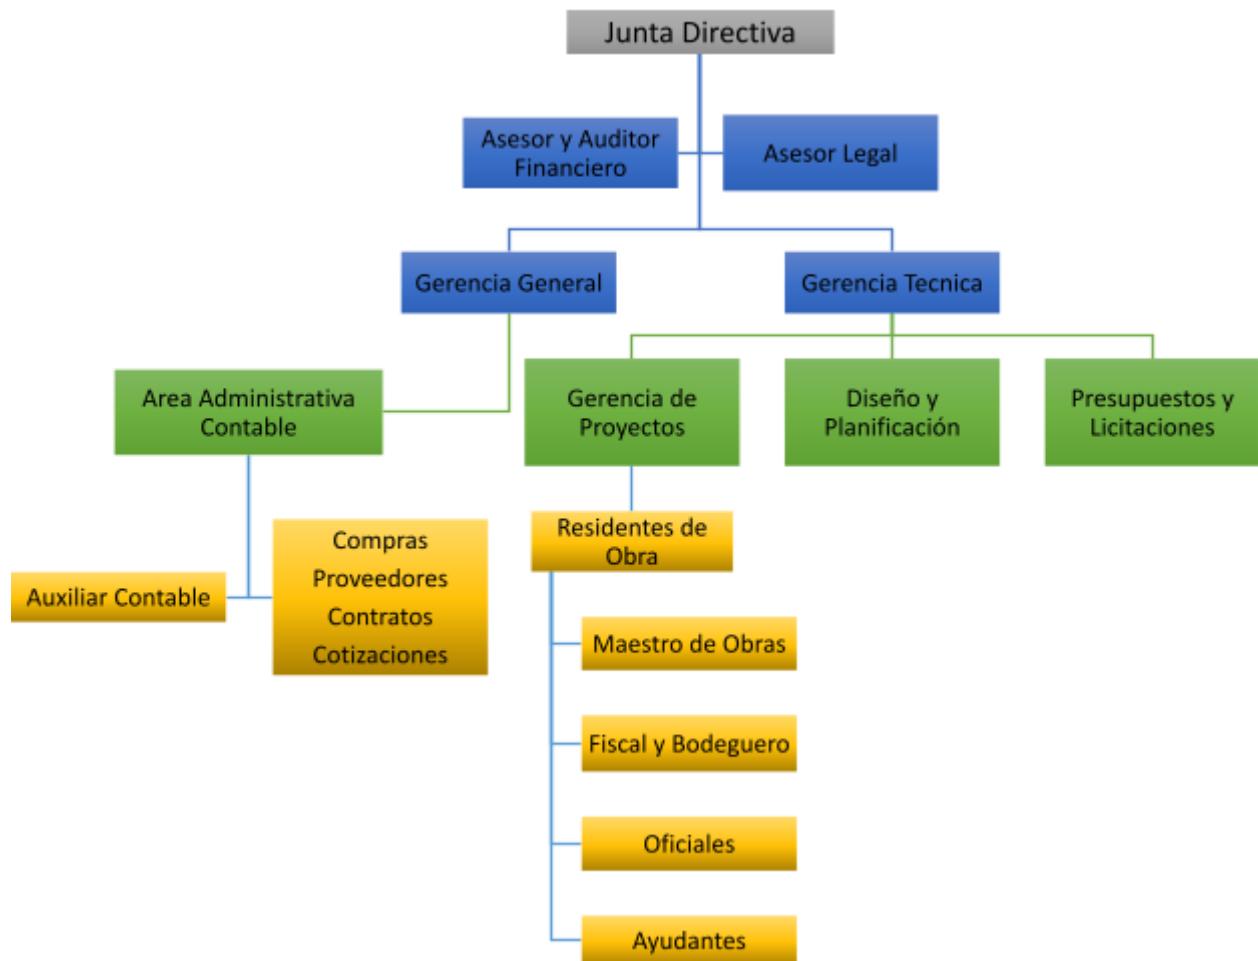 Junta Directiva
Asesor y Auditor
Financiero
Asesor Legal
Gerencia General
Gerencia Tecnica
Area Administrativa
Contable
Gerencia de
Proyectos
Diseño y
Planificación
Presupuestos y
Licitaciones
Auxiliar Contable
Compras
Proveedores
Contratos
Cotizaciones
Residentes de
Obra
Maestro de Obras
Fiscal y Bodeguero
Oficiales
Ayudantes